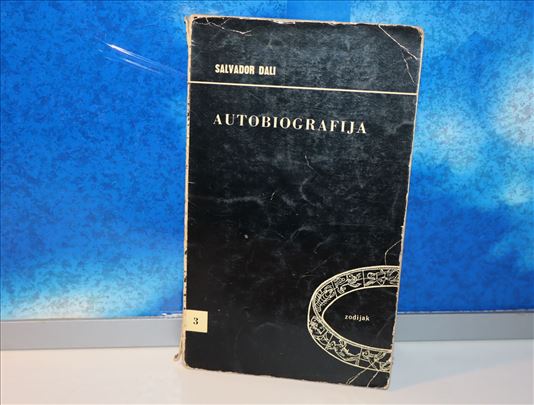 SALVADOR DALI
AUTOBIOGRAFIJA
zodijak
3